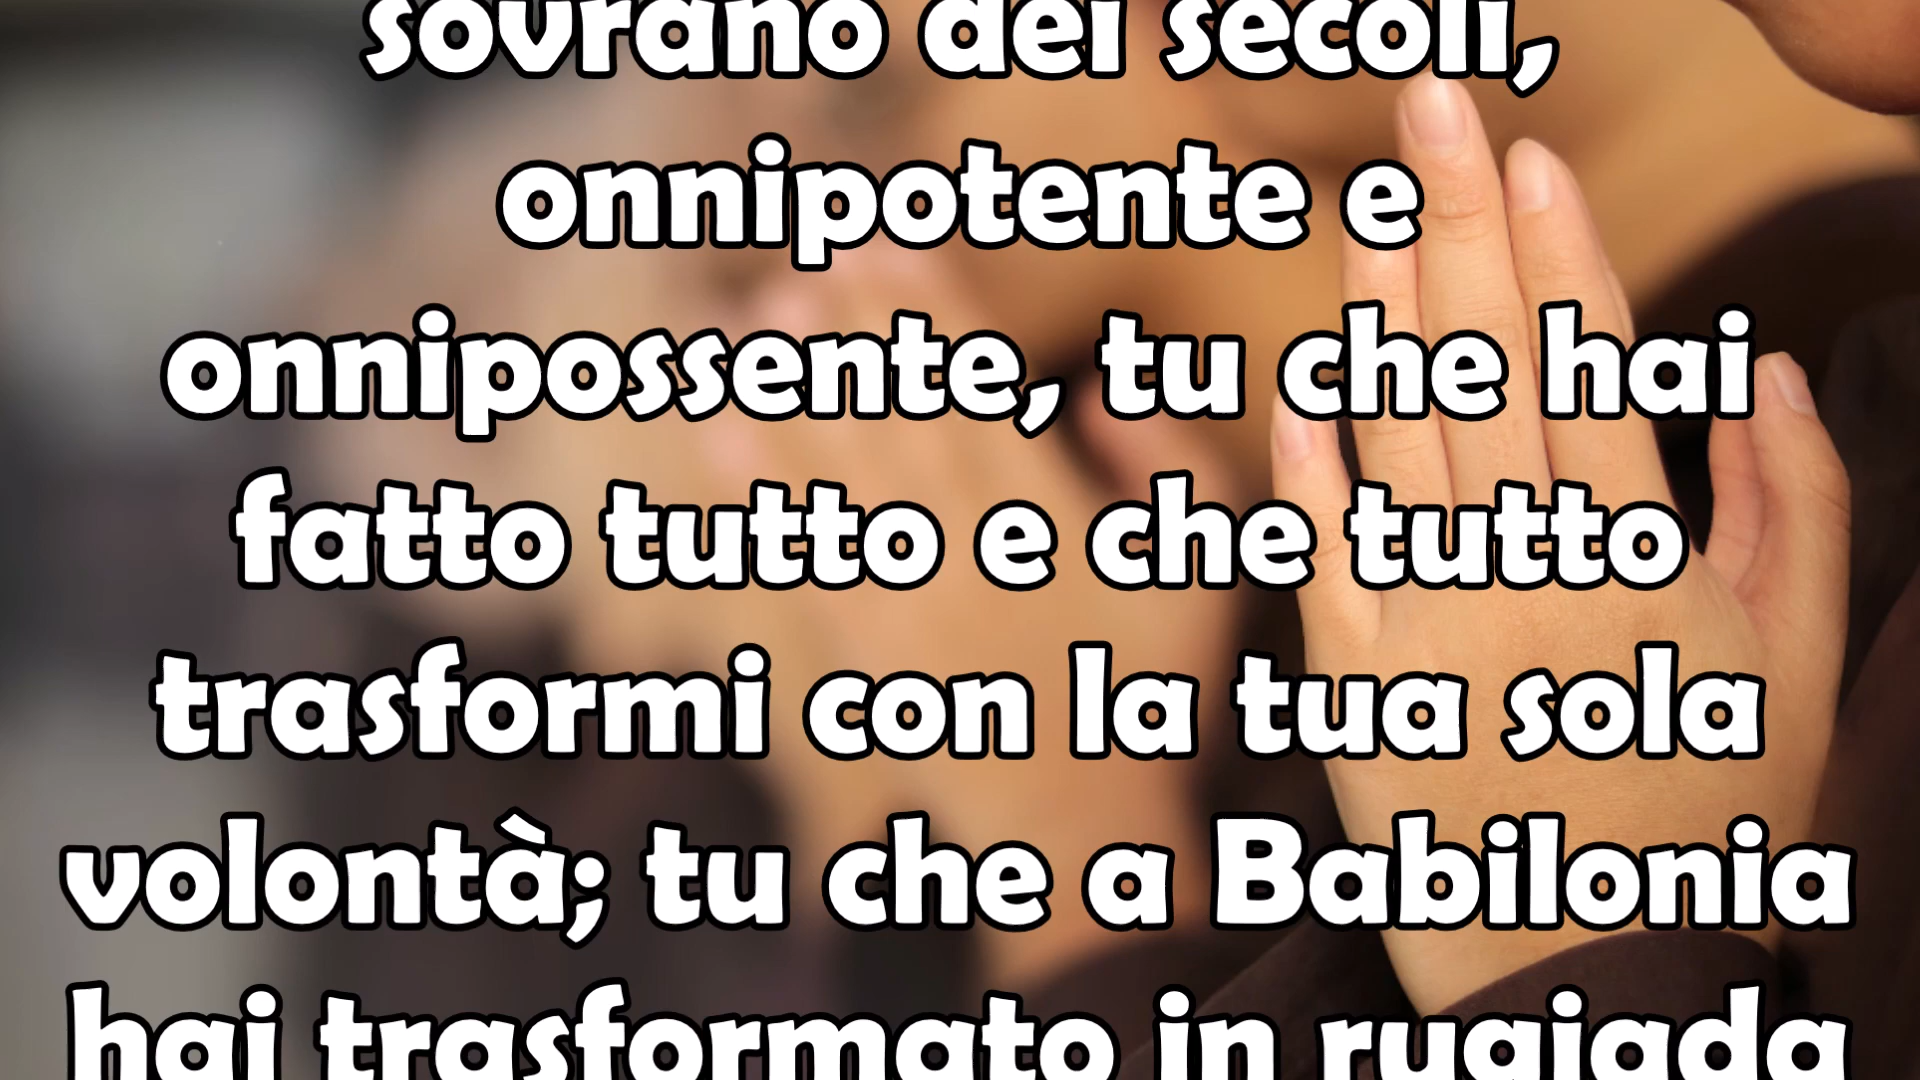 sovrano dei secoli,
onnipotente e
onnipossente, tu che hai
fatto tutto e che tutto
trasformi con la tua sola
volontà; tu che a Babilonia
hai trasformato in rugiada